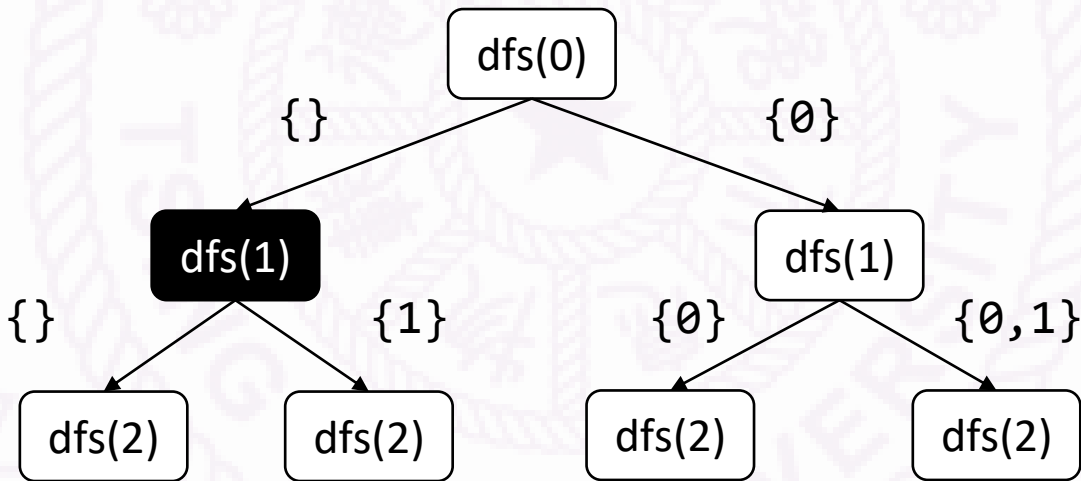 dfs(0)
{} {0}
dfs(1) dfs(1)
{} {1} {0} {0,1}
dfs(2) dfs(2) dfs(2) dfs(2)